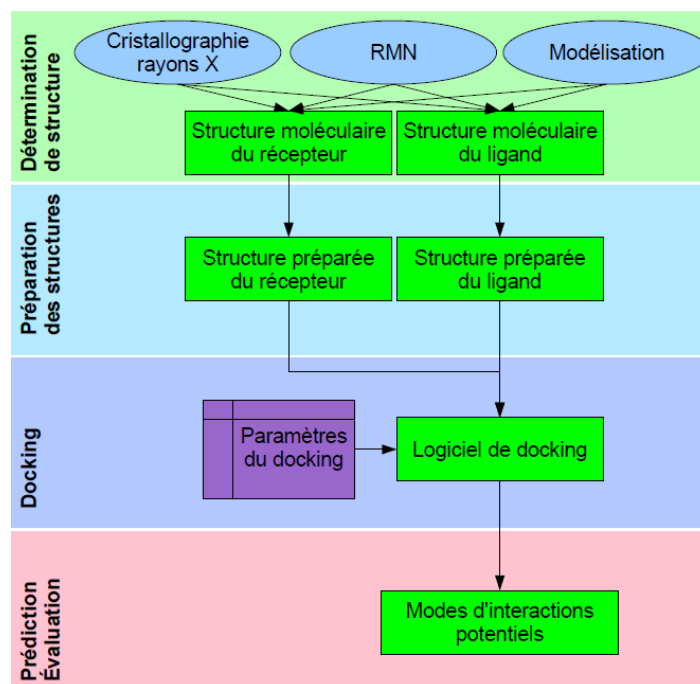 Cristallographie
rayons X
RMN
Modélisation
Détermination
de structure
Structure moléculaire
du récepteur
Structure moléculaire
du ligand
Préparation
des structures
Structure préparée
du récepteur
Structure préparée
du ligand
Docking
Paramètres
du docking
Logiciel de docking
Prédiction
Évaluation
Modes d'interactions
potentiels